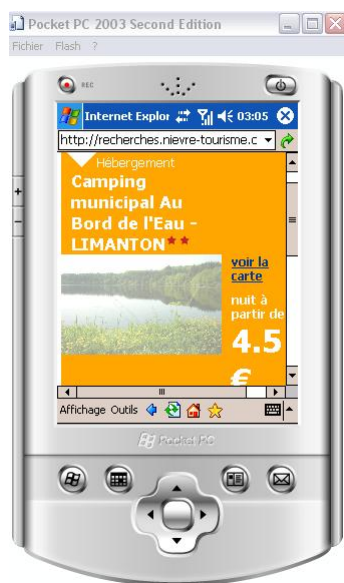 Pocket PC 2003 Second Edition
Fichier Flash ?
REC
Internet Explor 03:05
http://recherches.nievre-tourisme.c
Hébergement
Camping
municipal Au
Bord de l'Eau -
LIMANTON**
voir la
carte
nuit à
partir de
4.5
€
Affichage Outils
Pocket PC